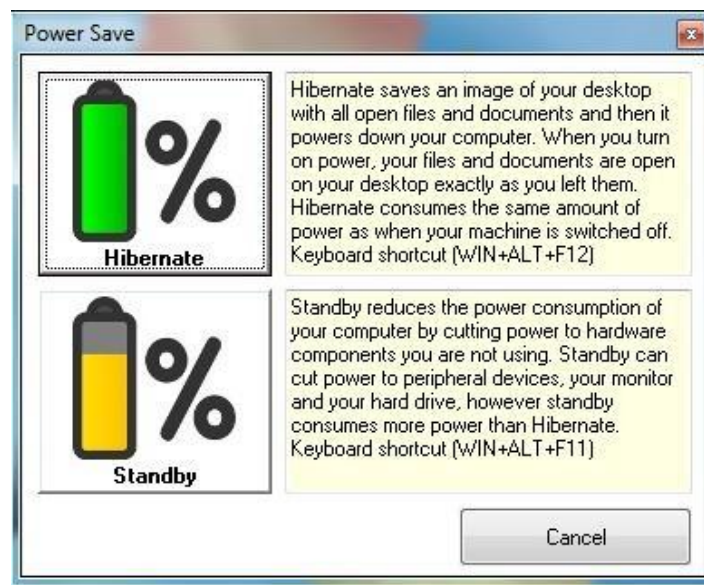 Power Save
%
Hibernate
Hibernate saves an image of your desktop
with all open files and documents and then it
powers down your computer. When you turn
on power, your files and documents are open
on your desktop exactly as you left them.
Hibernate consumes the same amount of
power as when your machine is switched off.
Keyboard shortcut (WIN+ALT+F12)
%
Standby
Standby reduces the power consumption of
your computer by cutting power to hardware
components you are not using. Standby can
cut power to peripheral devices, your monitor
and your hard drive, however standby
consumes more power than Hibernate.
Keyboard shortcut (WIN+ALT+F11)
Cancel